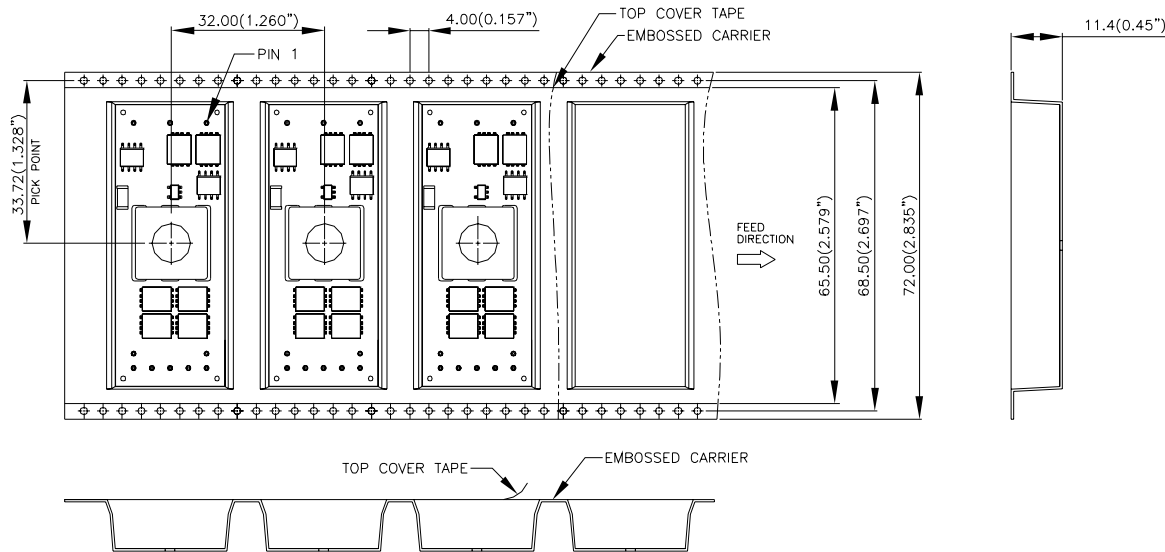 32.00(1.260")
4.00(0.157")
TOP COVER TAPE
EMBOSSED CARRIER
11.4(0.45")
PIN 1
33.72(1.328")
PICK POINT
FEED
DIRECTION
65.50(2.579")
68.50(2.697")
72.00(2.835")
TOP COVER TAPE
EMBOSSED CARRIER